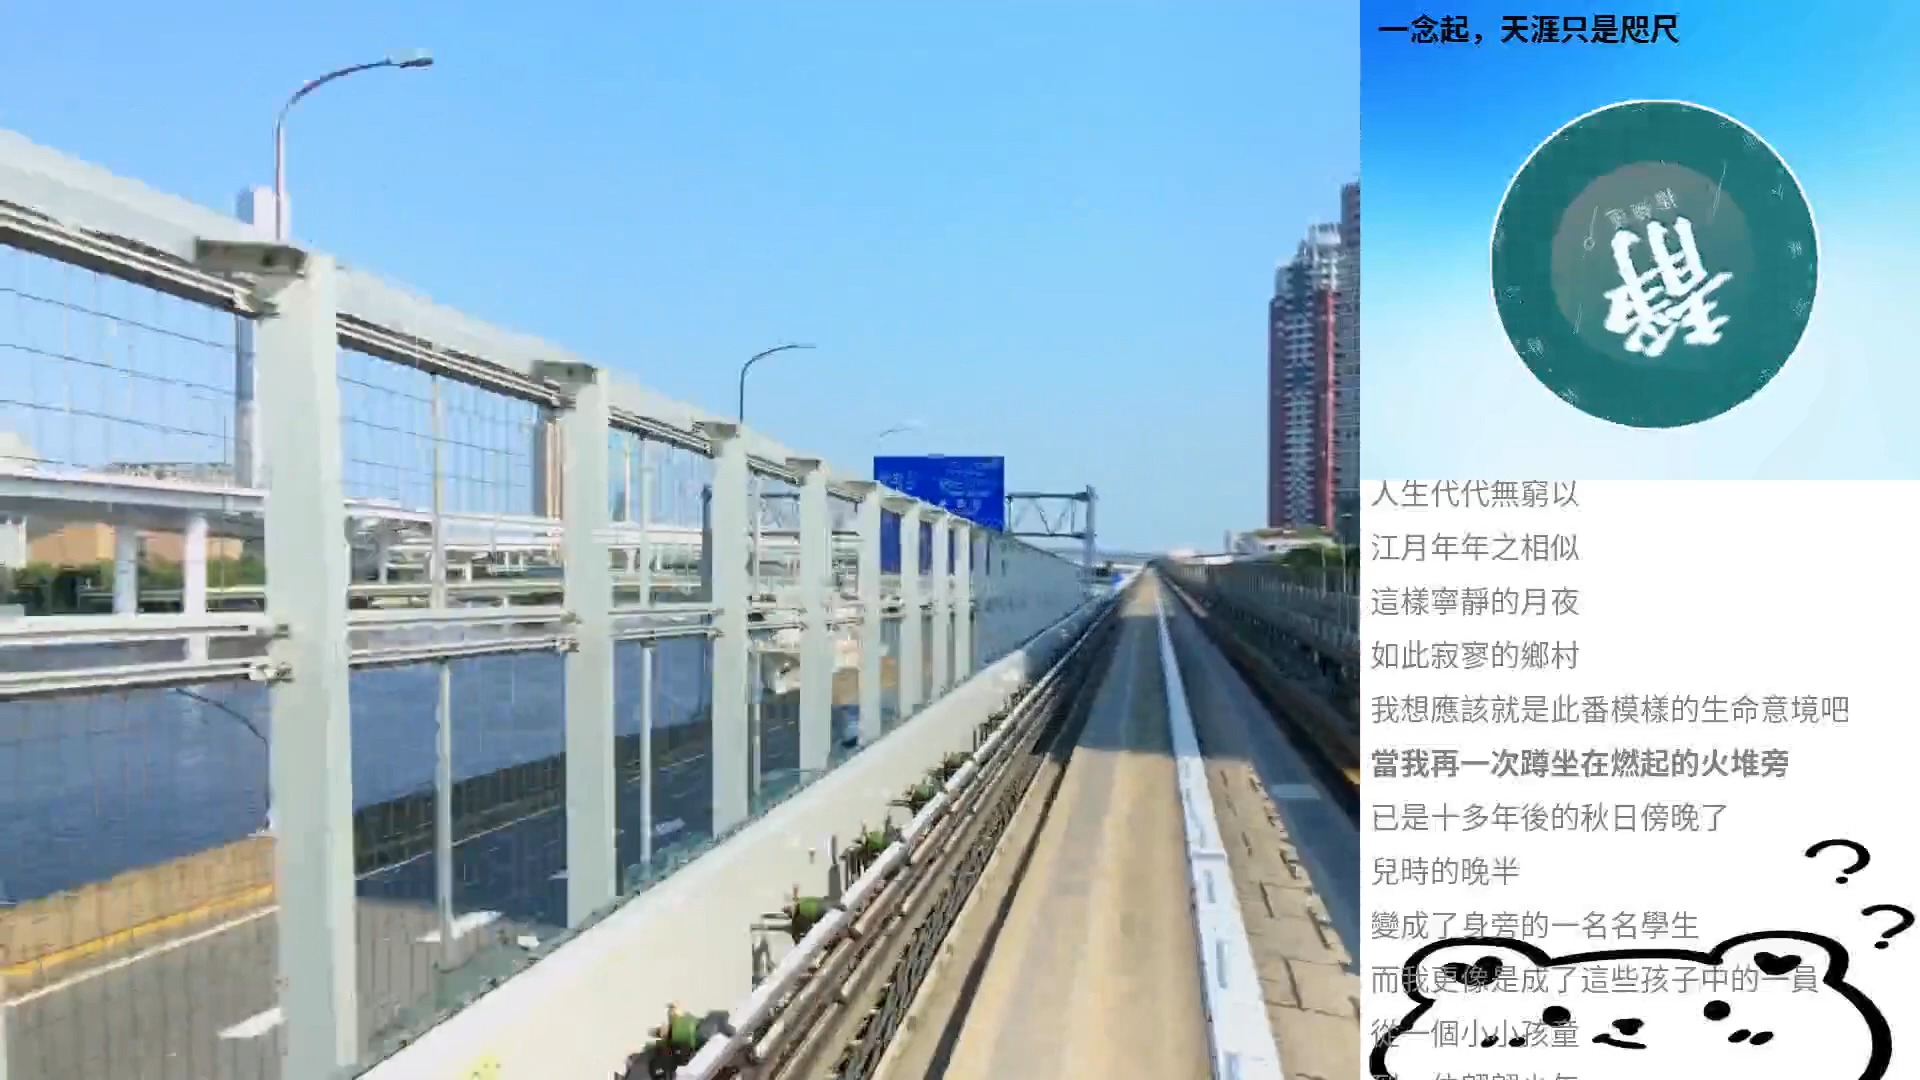 一念起，天涯只是咫尺
靜
人生代代無窮以
江月年年之相似
這樣寧靜的月夜
如此寂寥的鄉村
我想應該就是此番模樣的生命意境吧
當我再一次蹲坐在燃起的火堆旁
已是十多年後的秋日傍晚了
兒時的晚半
變成了身旁的一名名學生
而我更像是成了這些孩子中的一員
從一個小小孩童
？
？